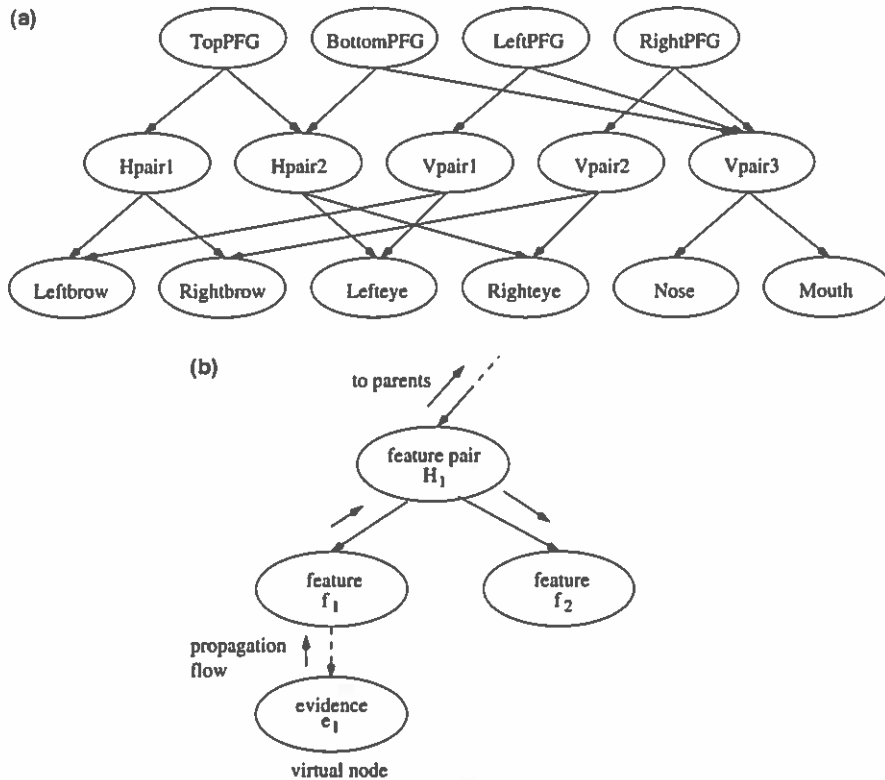 (a)
TopPFG BottomPFG LeftPFG RightPFG
Hpair1 Hpair2 Vpair1 Vpair2 Vpair3
Leftbrow Rightbrow Lefteye Righteye Nose Mouth
(b)
to parents
feature pair
H1
feature feature
f1 f2
propagation
flow
evidence
e1
virtual node